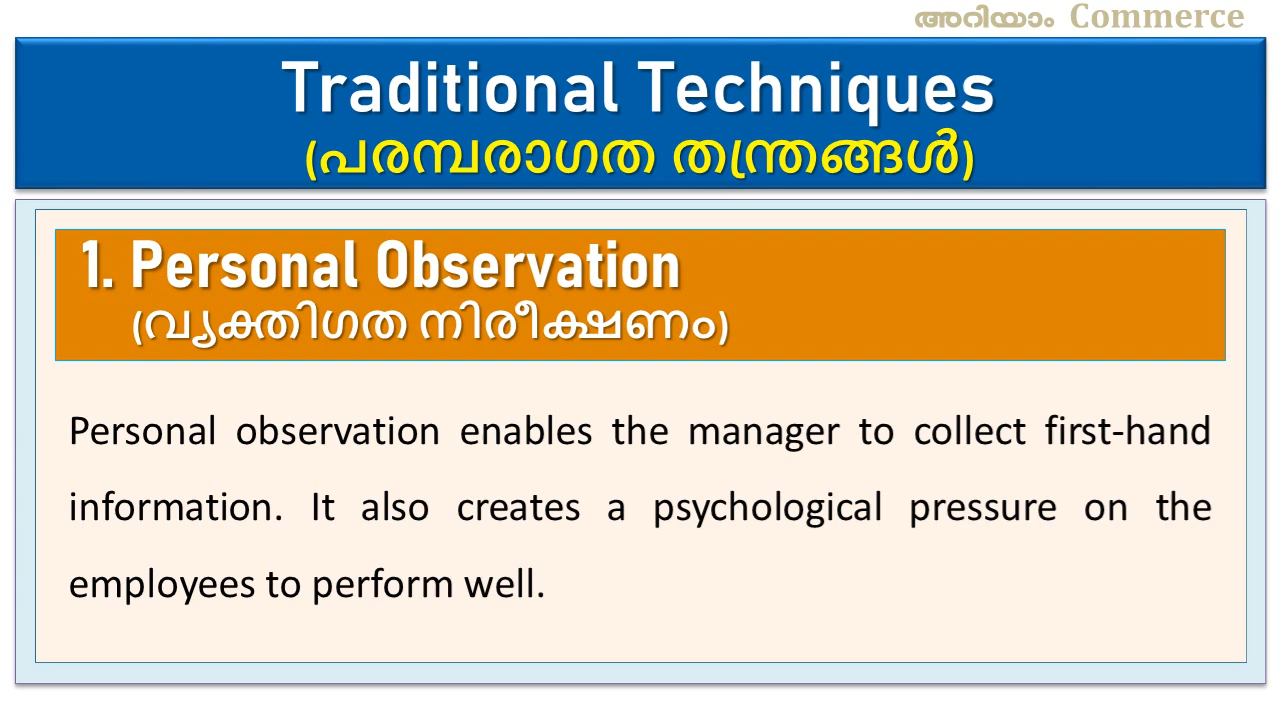 അറിയാം Commerce
Traditional Techniques
(പരമ്പരാഗത തന്ത്രങ്ങൾ)
1. Personal Observation
(വ്യക്തിഗത നിരീക്ഷണം)
Personal observation enables the manager to collect first-hand
information. It also creates a psychological pressure on the
employees to perform well.